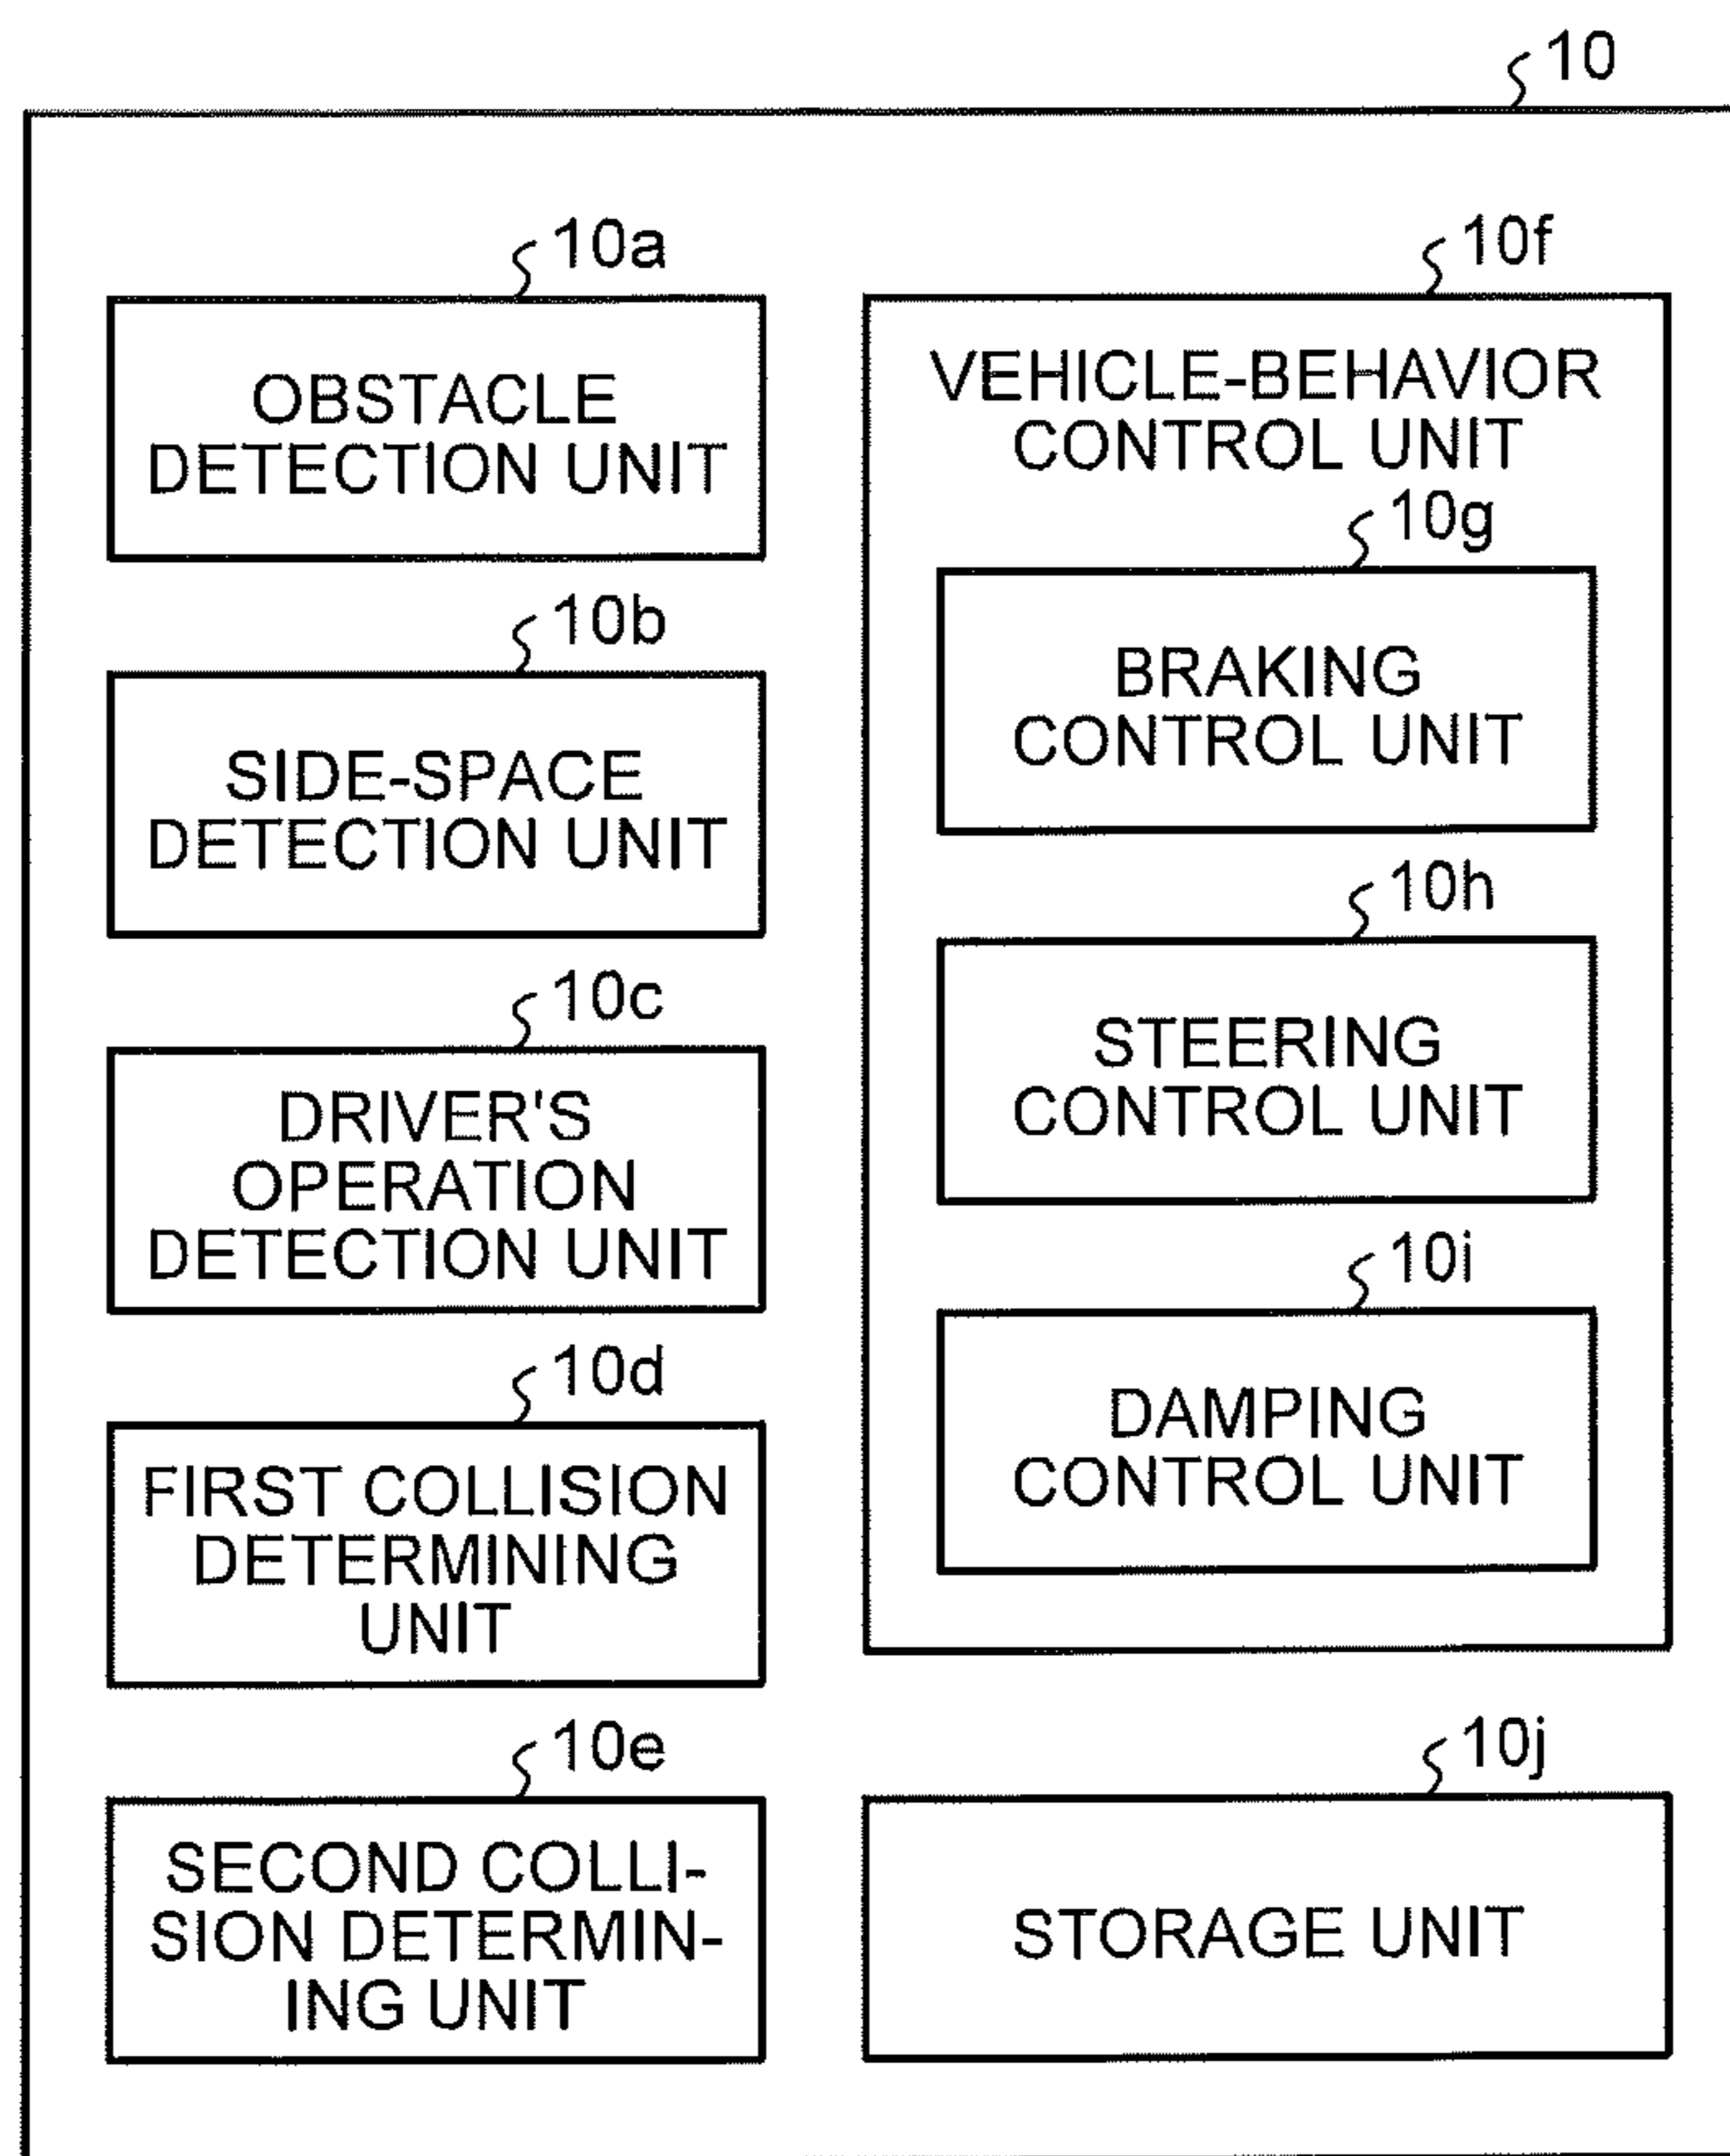 10
10a
OBSTACLE
DETECTION UNIT
10b
SIDE-SPACE
DETECTION UNIT
10c
DRIVER'S
OPERATION
DETECTION UNIT
10d
FIRST COLLISION
DETERMINING
UNIT
10e
SECOND COLLI-
SION DETERMIN-
ING UNIT
10f
VEHICLE-BEHAVIOR
CONTROL UNIT
10g
BRAKING
CONTROL UNIT
10h
STEERING
CONTROL UNIT
10i
DAMPING
CONTROL UNIT
10j
STORAGE UNIT